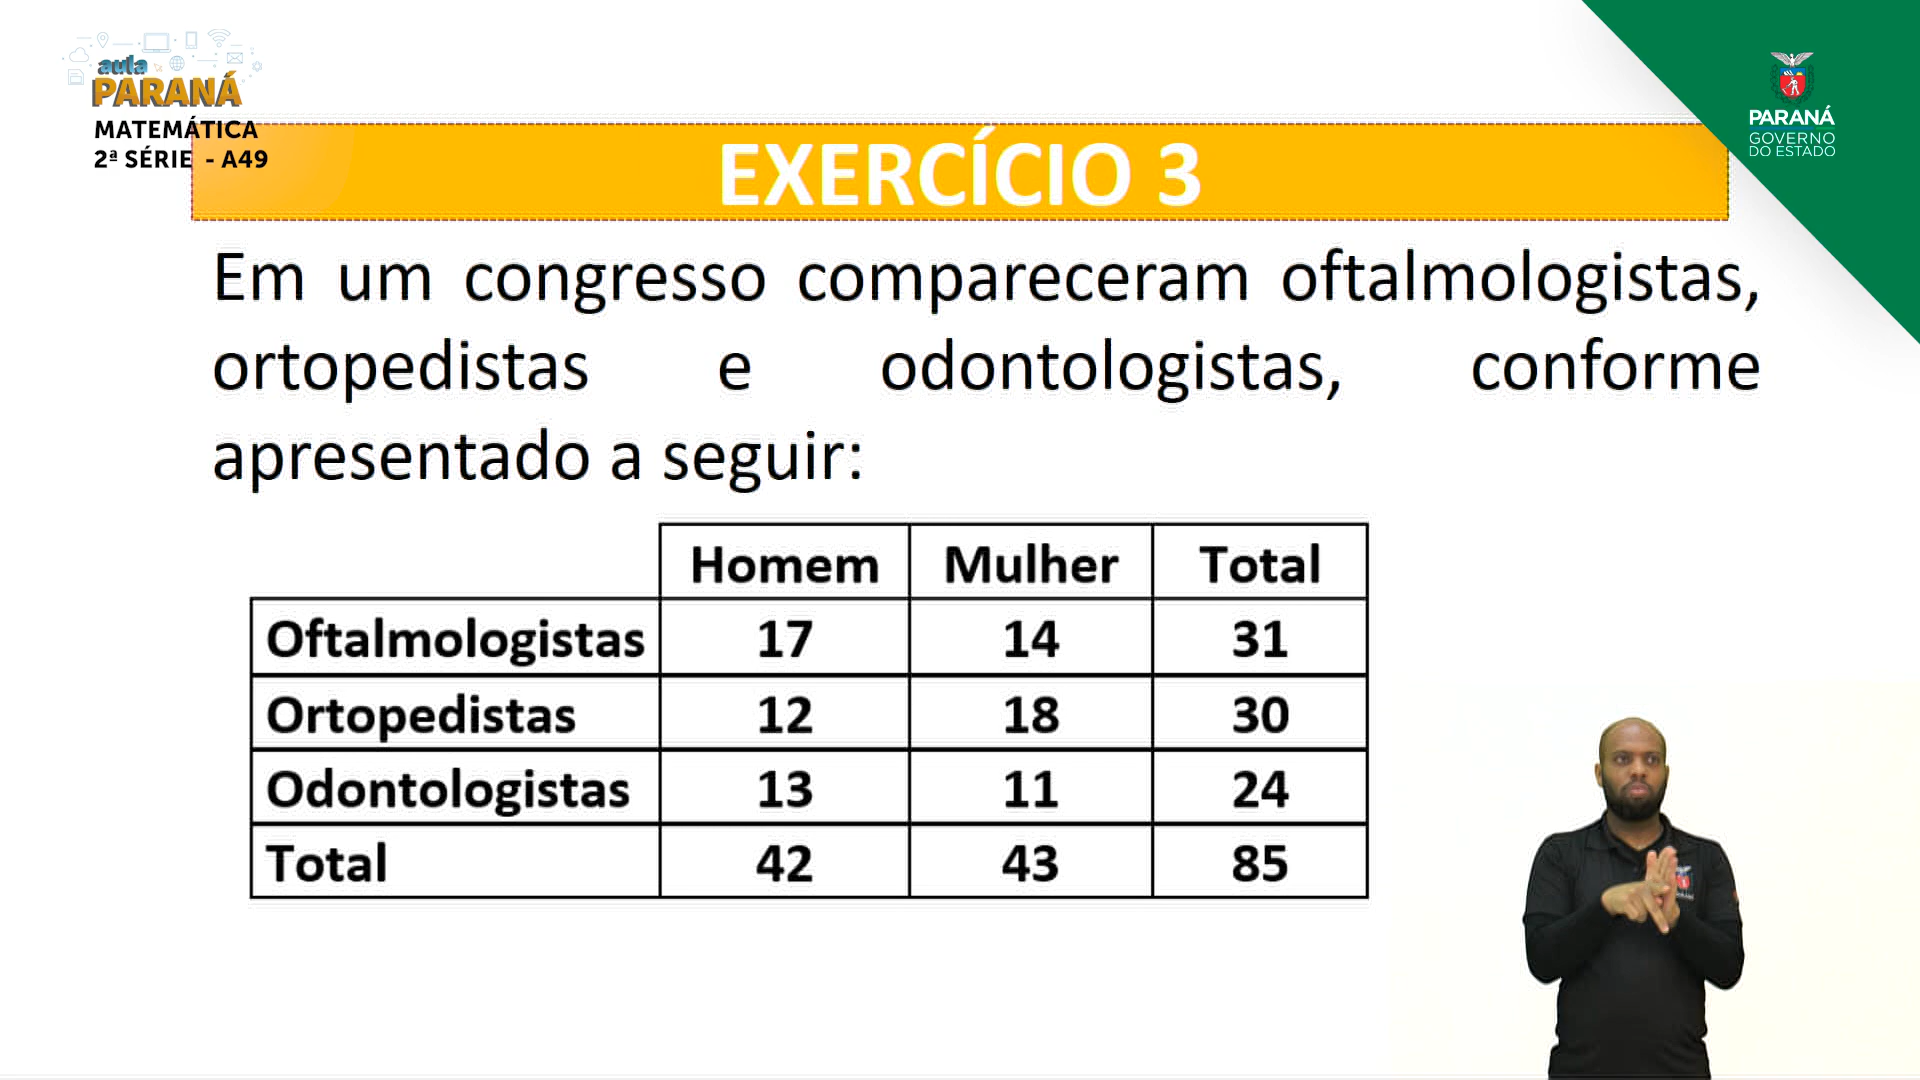 aula
PARANÁ
MATEMÁTICA
2ª SÉRIE - A49
PARANÁ
GOVERNO
DO ESTADO
EXERCÍCIO 3
Em um congresso compareceram oftalmologistas,
ortopedistas e odontologistas, conforme
apresentado a seguir:
Homem Mulher Total
Oftalmologistas 17 14 31
Ortopedistas 12 18 30
Odontologistas 13 11 24
Total 42 43 85